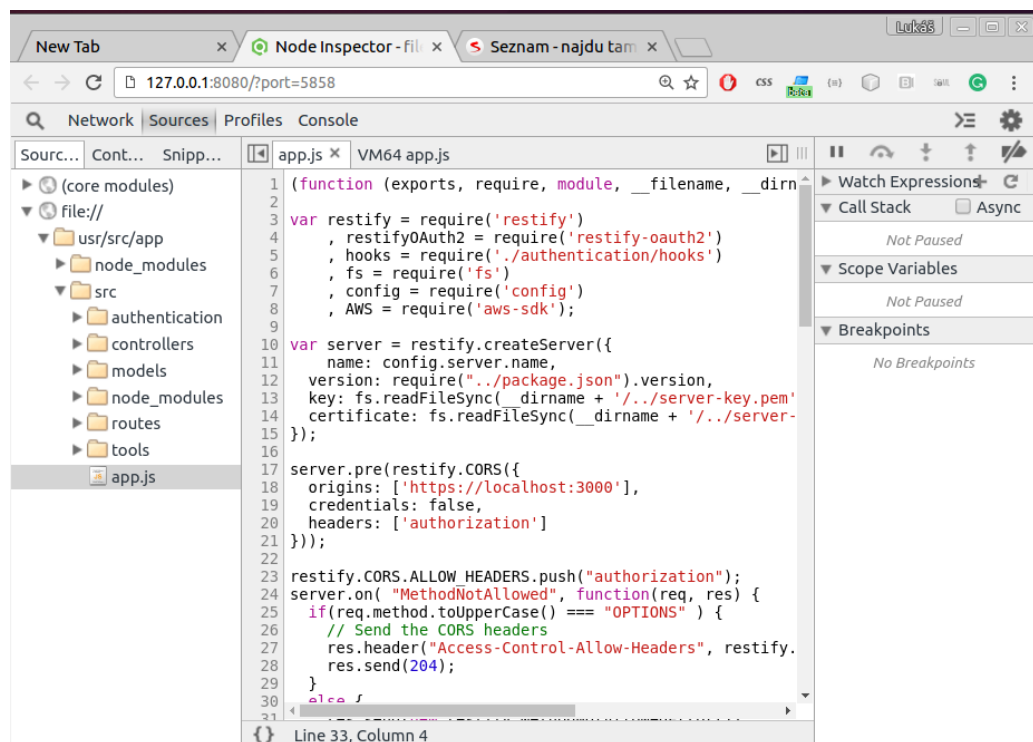 Lukáš
New Tab
Node Inspector - fil
Seznam - najdu tam
127.0.0.1:8080/?port=5858
CSS
Network Sources Profiles Console
Sourc... Cont... Snipp...
app.js VM64 app.js
(core modules)
file://
usr/src/app
node_modules
src
authentication
controllers
models
node_modules
routes
tools
app.js
1 (function (exports, require, module, __filename, __dirn
2
3 var restify = require('restify')
4 , restifyOAuth2 = require('restify-oauth2')
5 , hooks = require('./authentication/hooks')
6 , fs = require('fs')
7 , config = require('config')
8 , AWS = require('aws-sdk');
9
10 var server = restify.createServer({
11 name: config.server.name,
12 version: require("../package.json").version,
13 key: fs.readFileSync(__dirname + '/../server-key.pem'
14 certificate: fs.readFileSync(__dirname + '/../server-
15 });
16
17 server.pre(restify.CORS({
18 origins: ['https://localhost:3000'],
19 credentials: false,
20 headers: ['authorization']
21 }));
22
23 restify.CORS.ALLOW_HEADERS.push("authorization");
24 server.on( "MethodNotAllowed", function(req, res) {
25 if(req.method.toUpperCase() === "OPTIONS" ) {
26 // Send the CORS headers
27 res.header("Access-Control-Allow-Headers", restify.
28 res.send(204);
29 }
30 else {
31
{} Line 33, Column 4
Watch Expressions
Call Stack Async
Not Paused
Scope Variables
Not Paused
Breakpoints
No Breakpoints